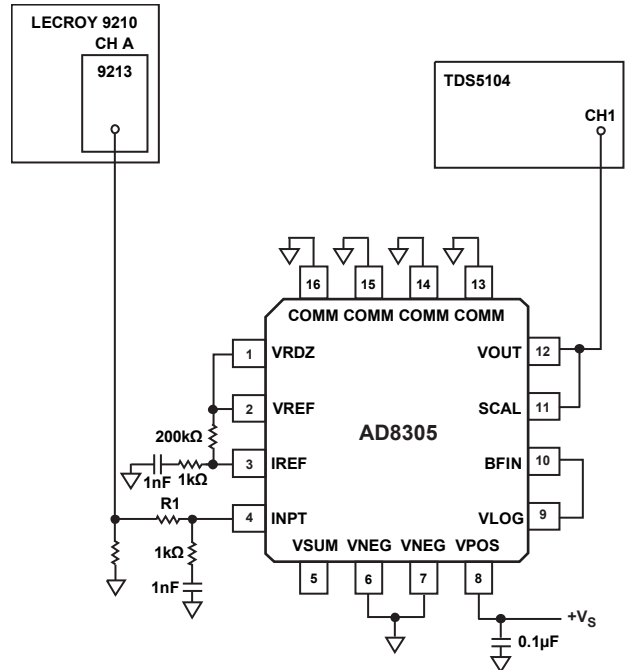 LECROY 9210
CH A
9213
TDS5104
CH1
16
15
14
13
COMM COMM COMM COMM
1
VRDZ
VOUT
12
2
VREF
SCAL
11
200kΩ
AD8305
3
IREF
BFIN
10
1nF
1kΩ
R1
4
INPT
VLOG
9
1kΩ
VSUM VNEG VNEG VPOS
1nF
5
6
7
8
+VS
0.1µF